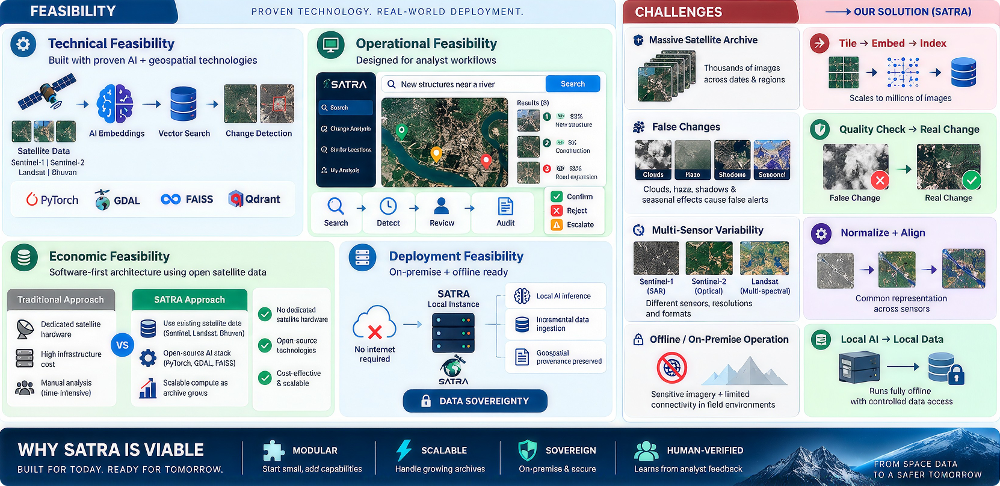 FEASIBILITY
PROVEN TECHNOLOGY. REAL-WORLD DEPLOYMENT.
Technical Feasibility
Built with proven AI + geospatial technologies
AI Embeddings
Vector Search
Change Detection
Satellite Data
Sentinel-1 | Sentinel-2
Landsat | Bhuvan
PyTorch
GDAL
FAISS
Qdrant
Operational Feasibility
Designed for analyst workflows
SATRA
New structures near a river
Search
Search
Change Analysis
Similar Locations
My Analysis
Results (3)
1
New structure
2
Construction
3
Road expansion
Search
Detect
Review
Audit
Confirm
Reject
Escalate
Economic Feasibility
Software-first architecture using open satellite data
Traditional Approach
Dedicated satellite
hardware
High infrastructure
cost
Manual analysis
(time-intensive)
VS
SATRA Approach
Use existing satellite data
(Sentinel, Landsat, Bhuvan)
Open-source AI stack
(PyTorch, GDAL, FAISS)
Scalable compute as
archive grows
No dedicated
satellite hardware
Open-source
technologies
Cost-effective
& scalable
Deployment Feasibility
On-premise + offline ready
No internet
required
SATRA
Local Instance
SATRA
Local AI inference
Incremental data
ingestion
Geospatial
provenance preserved
DATA SOVEREIGNTY
CHALLENGES
OUR SOLUTION (SATRA)
Massive Satellite Archive
Thousands of images
across dates & regions
Tile → Embed → Index
Scales to millions of images
False Changes
Clouds
Haze
Shadows
Seasonal
Clouds, haze, shadows &
seasonal effects cause false alerts
Quality Check → Real Change
False Change
Real Change
Multi-Sensor Variability
Sentinel-1
(SAR)
Sentinel-2
(Optical)
Landsat
(Multi-spectral)
Different sensors, resolutions
and formats
Normalize + Align
Common representation
across sensors
Offline / On-Premise Operation
Sensitive imagery + limited
connectivity in field environments
Local AI → Local Data
Runs fully offline
with controlled data access
WHY SATRA IS VIABLE
BUILT FOR TODAY. READY FOR TOMORROW.
MODULAR
Start small, add capabilities
SCALABLE
Handle growing archives
SOVEREIGN
On-premise & secure
HUMAN-VERIFIED
Learns from analyst feedback
FROM SPACE DATA
TO A SAFER TOMORROW